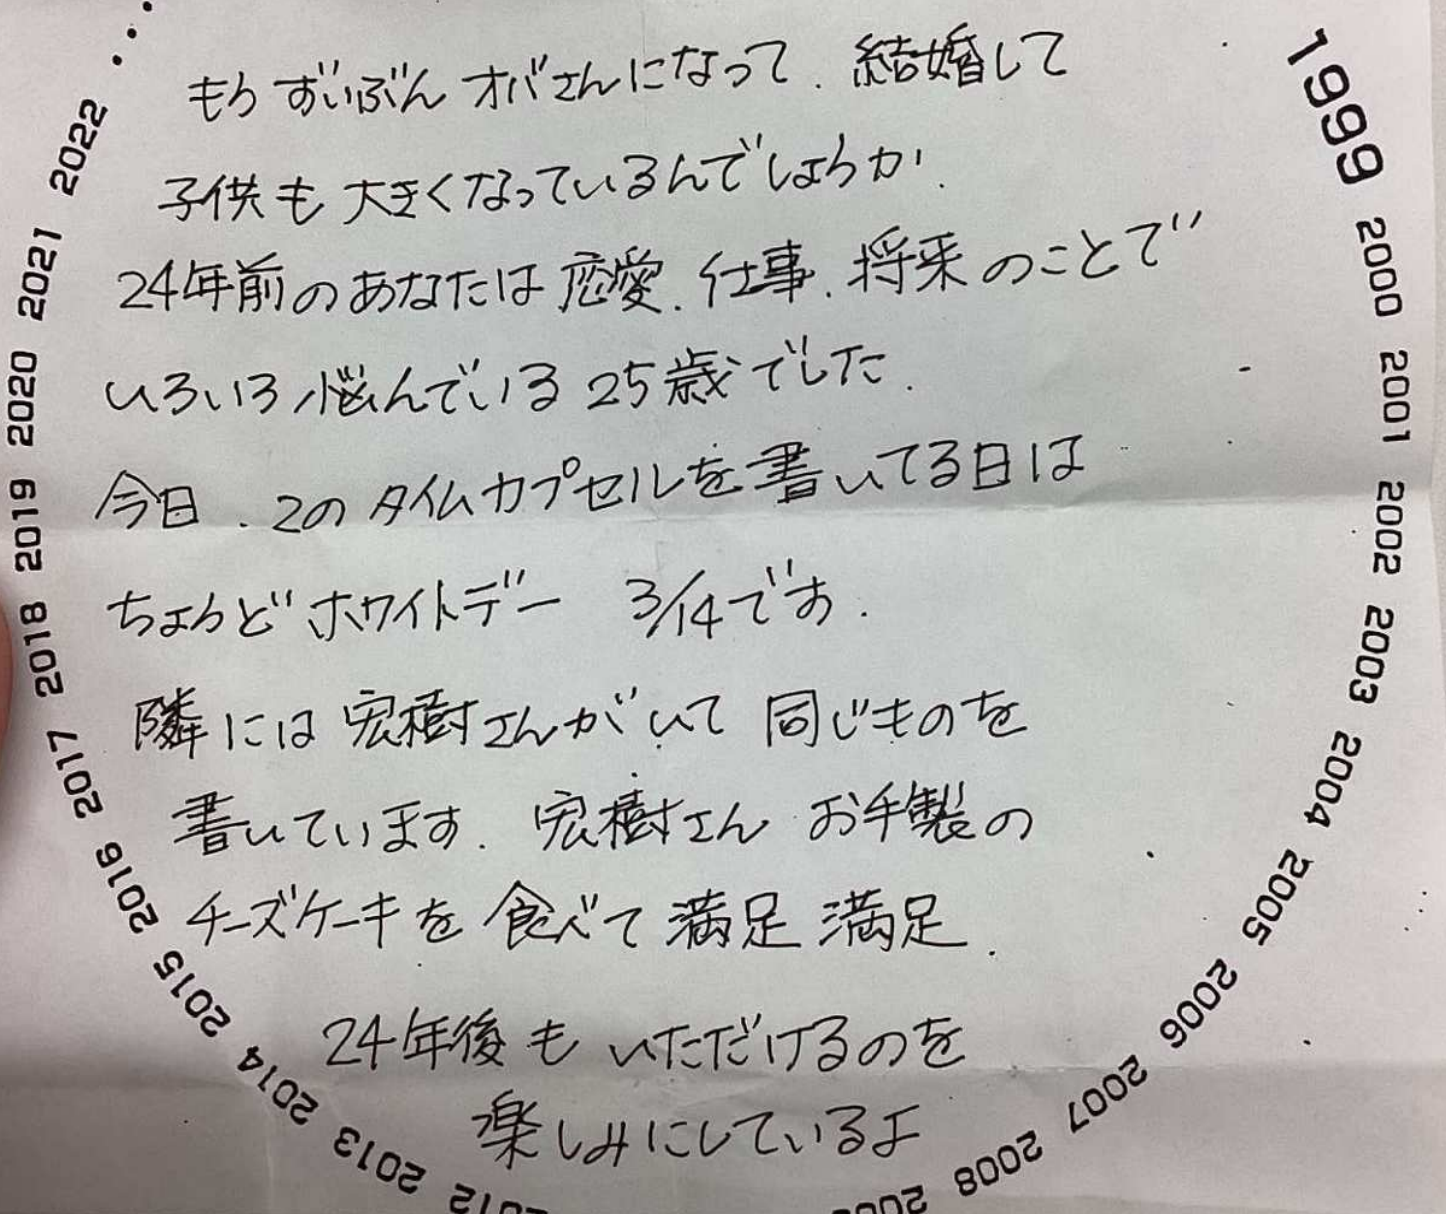 もうずいぶんオバさんになって、結婚して
子供も大きくなっているんでしょうか.
24年前のあなたは恋愛、仕事、将来のことで
いろいろ悩んでいる25歳でした.
今日、このタイムカプセルを書いてる日は
ちょうどホワイトデー 3/14です.
隣には宏樹さんがいて同じものを
書いています. 宏樹さんお手製の
チーズケーキを食べて満足満足.
24年後もいただけるのを
楽しみにしているよ
1999
2000
2001
2002
2003
2004
2005
2006
2007
2008
2012
2013
2014
2015
2016
2017
2018
2019
2020
2021
2022
...